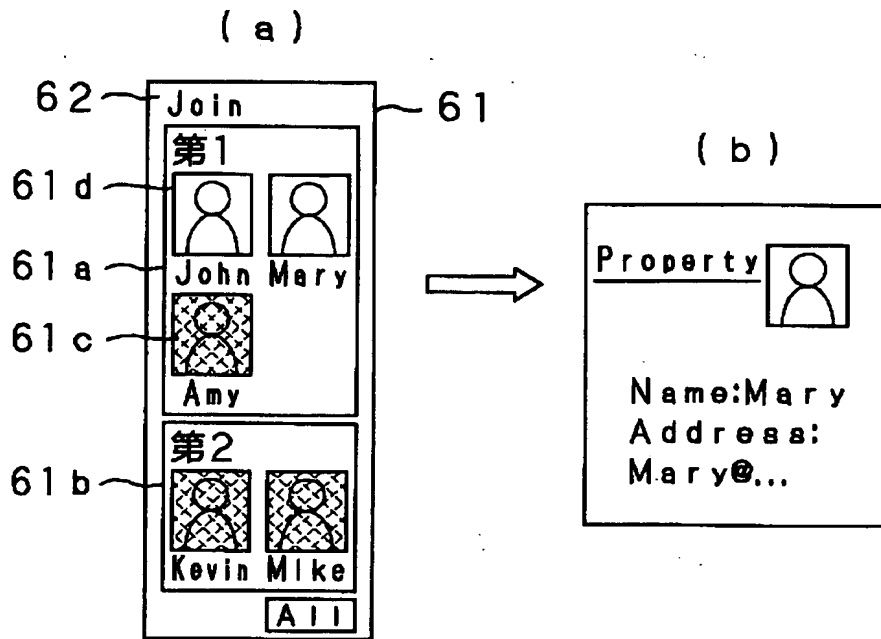 (a)
62
Join
61
第1
61d
61a
John Mary
61c
Amy
第2
61b
Kevin Mike
All
(b)
Property
Name:Mary
Address:
Mary@...